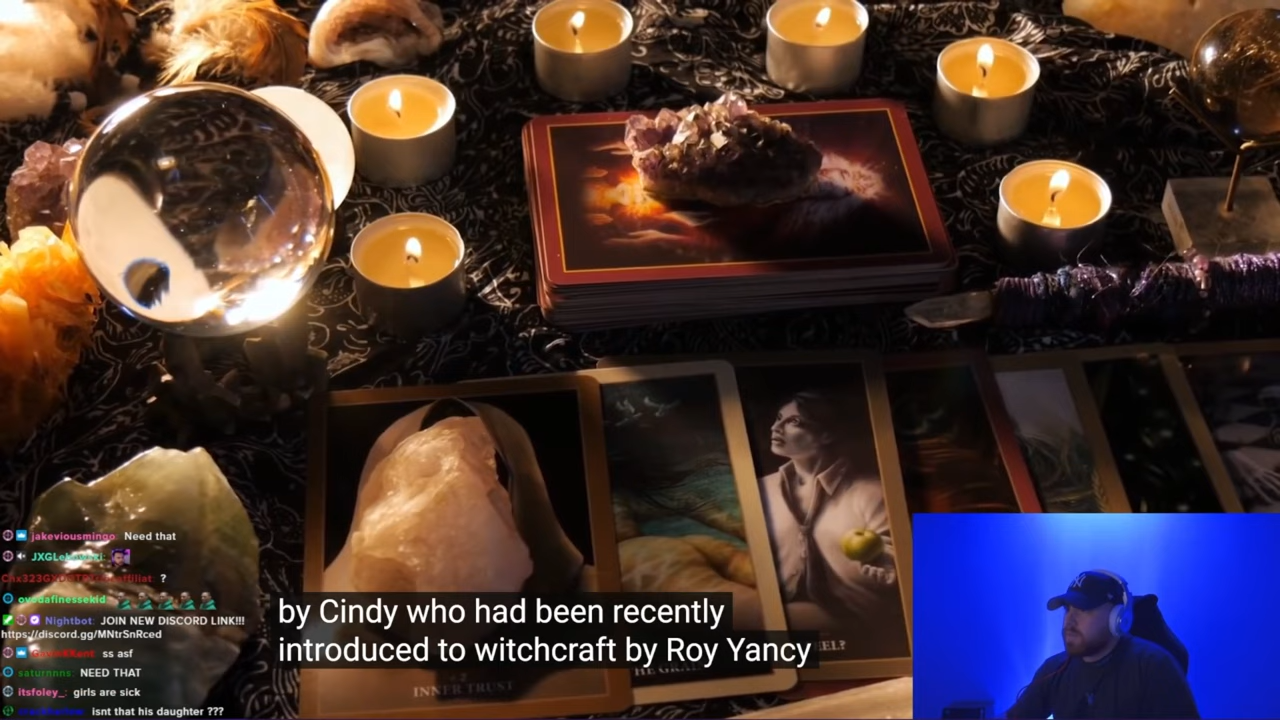 jakeviousmingo: Need that
?
ovodafinessekid:
Nightbot: JOIN NEW DISCORD LINK!!!
https://discord.gg/MNtrSnRced
ss asf
saturnnns: NEED THAT
itsfoley_: girls are sick
isnt that his daughter ???
by Cindy who had been recently
introduced to witchcraft by Roy Yancy
INNER TRUST